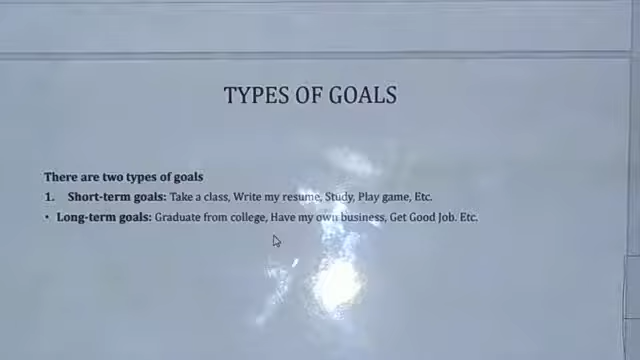 TYPES OF GOALS
There are two types of goals
1. Short-term goals: Take a class, Write my resume, Study, Play game, Etc.
• Long-term goals: Graduate from college, Have my own business, Get Good Job. Etc.